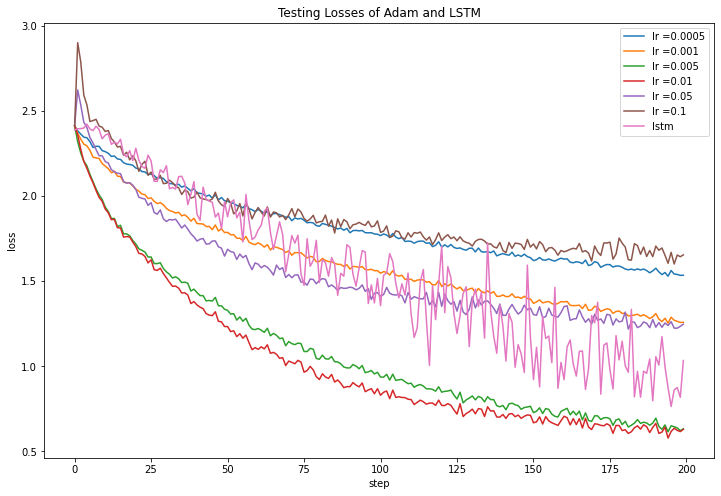 Testing Losses of Adam and LSTM
3.0
2.5
2.0
1.5
1.0
0.5
loss
lr =0.0005
lr =0.001
lr =0.005
lr =0.01
lr =0.05
lr =0.1
lstm
0
25
50
75
100
125
150
175
200
step